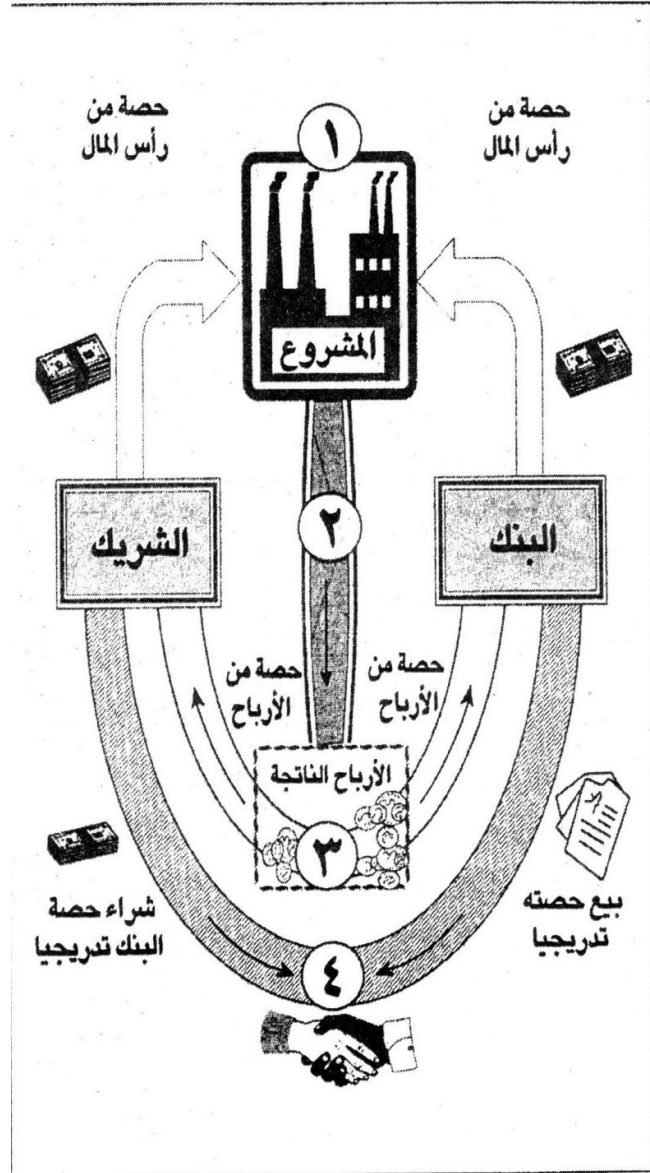 حصة من
رأس المال
حصة من
رأس المال
١
المشروع
البنك
الشريك
٢
حصة من
الأرباح
حصة من
الأرباح
الأرباح الناتجة
٣
بيع حصته
تدريجيا
شراء حصة
البنك تدريجيا
٤